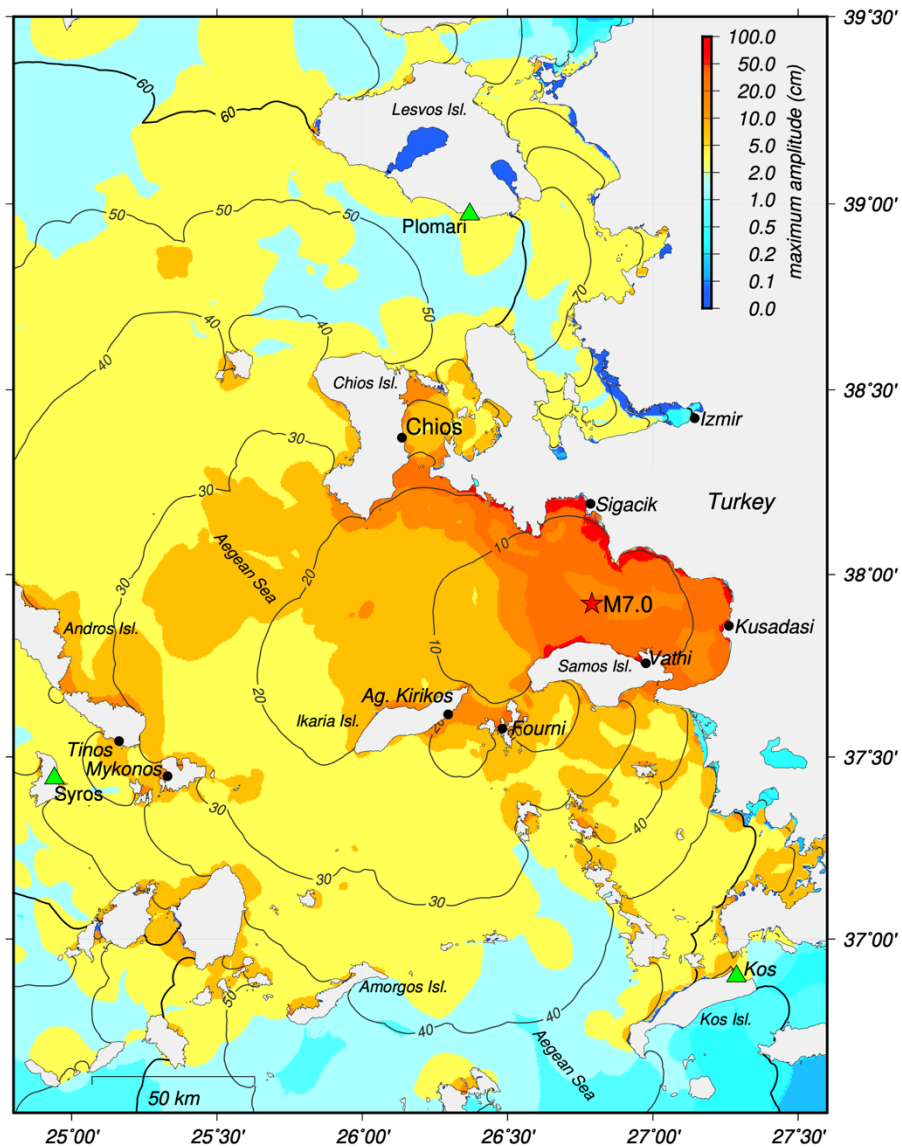 39°30'
39°00'
38°30'
38°00'
37°30'
37°00'
25°00'
25°30'
26°00'
26°30'
27°00'
27°30'
100.0
50.0
20.0
10.0
5.0
2.0
1.0
0.5
0.2
0.1
0.0
maximum amplitude (cm)
60
60
Lesvos Isl.
50
50
50
Plomari
70
40
40
50
40
Chios Isl.
Chios
Izmir
30
30
Sigacik
Turkey
10
Aegean Sea
20
30
M7.0
Andros Isl.
10
Kusadasi
Vathi
Samos Isl.
20
Ag. Kirikos
Ikaria Isl.
Fourni
Tinos
Mykonos
Syros
40
30
30
30
Kos
Amorgos Isl.
50
40
40
Kos Isl.
Aegean Sea
50 km